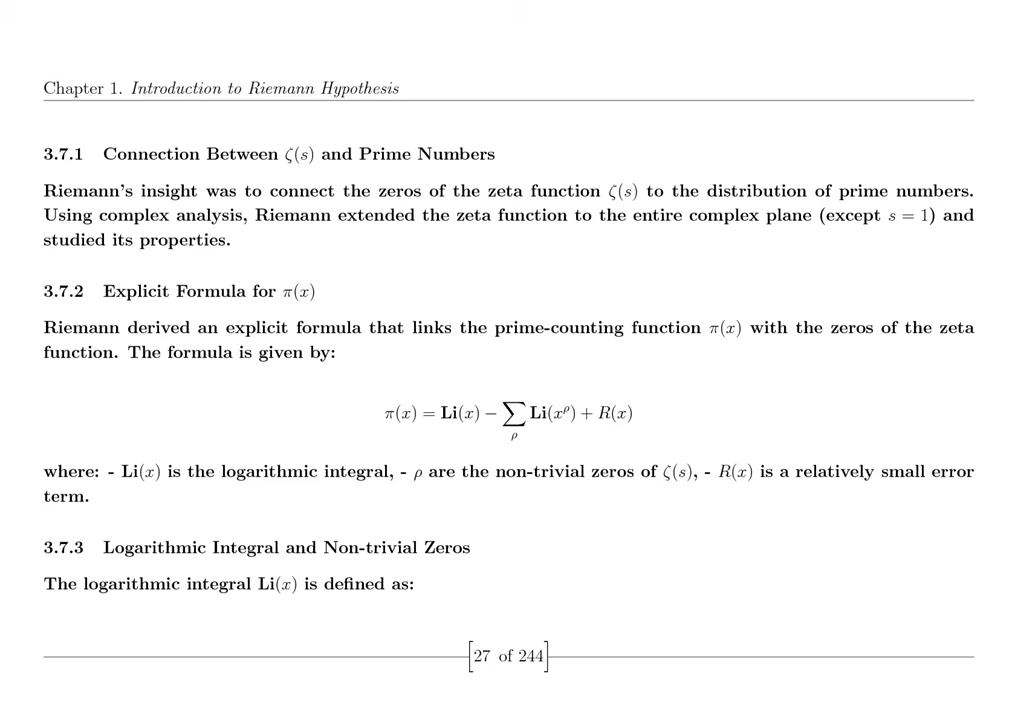 Chapter 1. Introduction to Riemann Hypothesis
3.7.1 Connection Between ζ(s) and Prime Numbers
Riemann's insight was to connect the zeros of the zeta function ζ(s) to the distribution of prime numbers.
Using complex analysis, Riemann extended the zeta function to the entire complex plane (except s = 1) and
studied its properties.
3.7.2 Explicit Formula for π(x)
Riemann derived an explicit formula that links the prime-counting function π(x) with the zeros of the zeta
function. The formula is given by:
π(x) = Li(x) − ∑ Li(x^ρ) + R(x)
ρ
where: - Li(x) is the logarithmic integral, - ρ are the non-trivial zeros of ζ(s), - R(x) is a relatively small error
term.
3.7.3 Logarithmic Integral and Non-trivial Zeros
The logarithmic integral Li(x) is defined as:
[27 of 244]